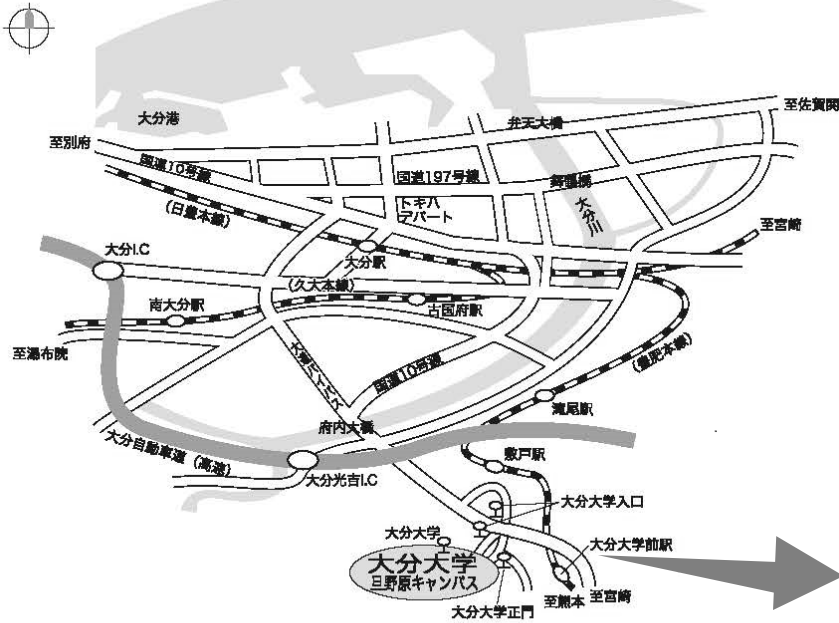 大分港
弁天大橋
至佐賀関
至別府
国道10号線
国道197号線
舞鶴橋
トキハ
デパート
大分川
(日豊本線)
至宮崎
大分I.C
大分駅
(久大本線)
南大分駅
古国府駅
至湯布院
大分バイパス
国道10号線
(豊肥本線)
滝尾駅
府内大橋
大分自動車道(高速)
敷戸駅
大分光吉I.C
大分大学入口
大分大学
大分大学前駅
大分大学
旦野原キャンパス
至熊本
至宮崎
大分大学正門